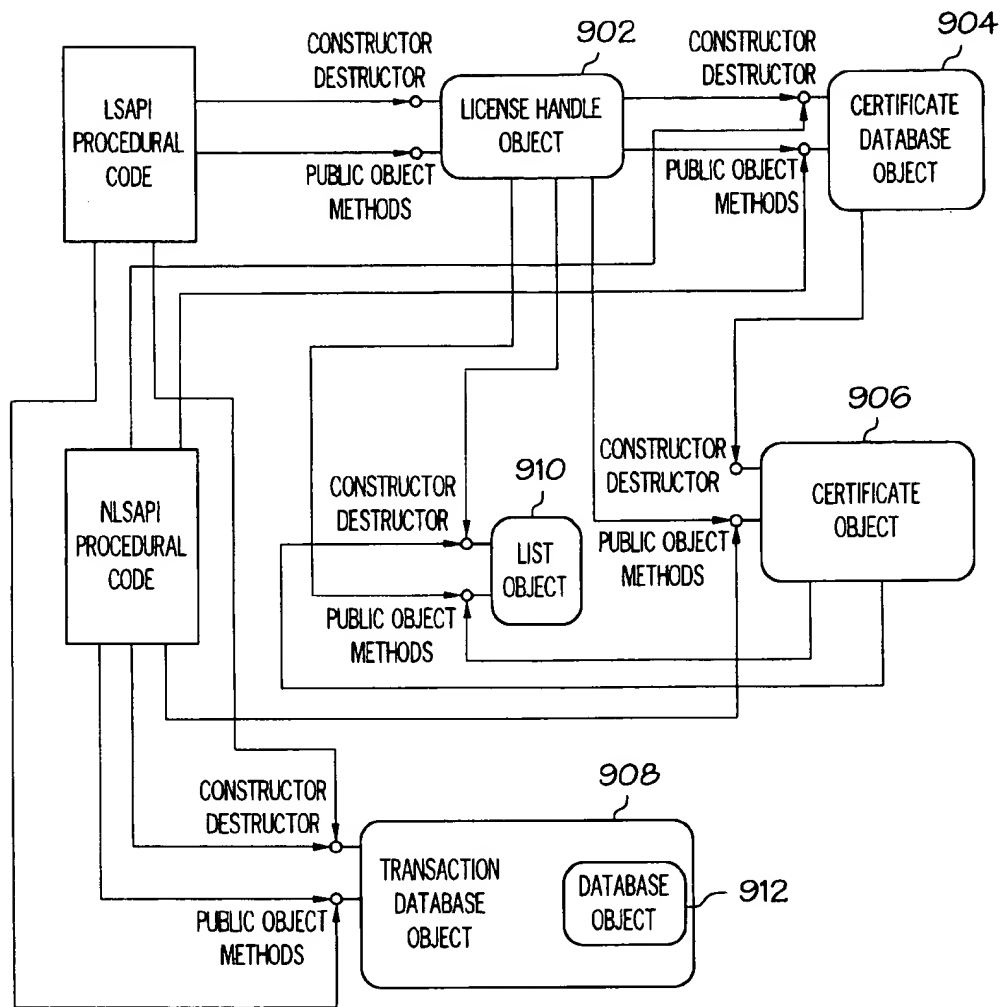 902
904
CONSTRUCTOR
DESTRUCTOR
CONSTRUCTOR
DESTRUCTOR
LSAPI
PROCEDURAL
CODE
LICENSE HANDLE
OBJECT
CERTIFICATE
DATABASE
OBJECT
PUBLIC OBJECT
METHODS
PUBLIC OBJECT
METHODS
906
CONSTRUCTOR
DESTRUCTOR
CERTIFICATE
OBJECT
910
CONSTRUCTOR
DESTRUCTOR
NLSAPI
PROCEDURAL
CODE
LIST
OBJECT
PUBLIC OBJECT
METHODS
PUBLIC OBJECT
METHODS
908
CONSTRUCTOR
DESTRUCTOR
TRANSACTION
DATABASE
OBJECT
DATABASE
OBJECT
912
PUBLIC OBJECT
METHODS